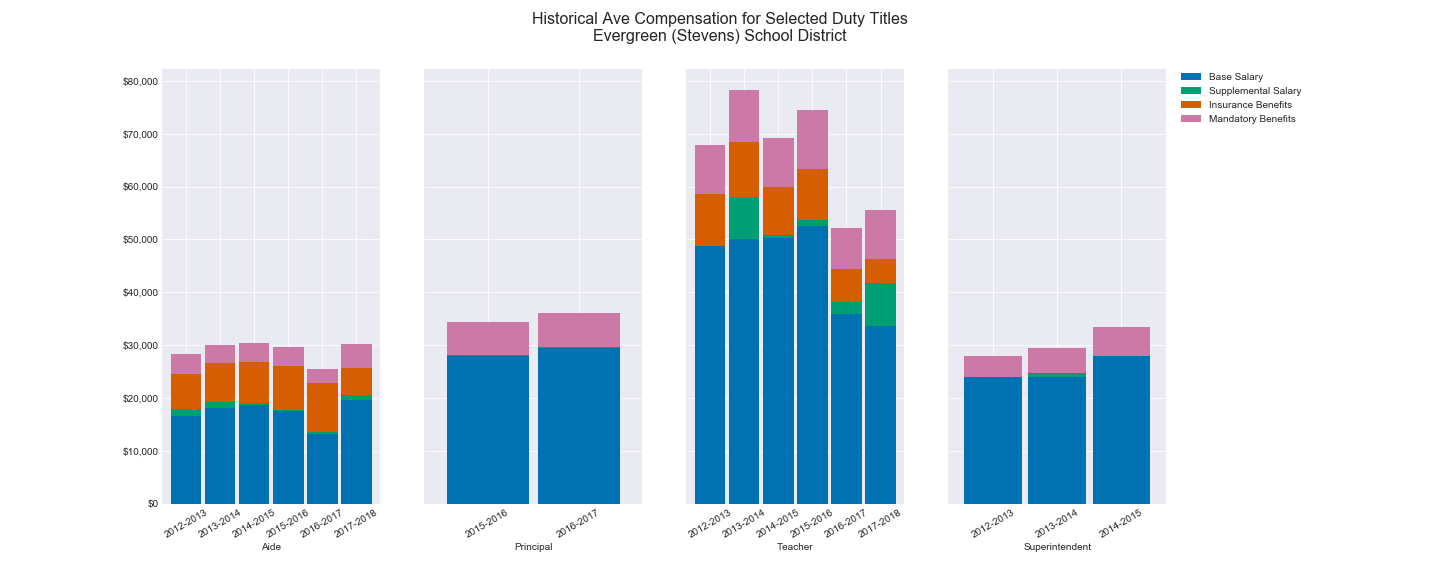 Historical Ave Compensation for Selected Duty Titles
Evergreen (Stevens) School District
$80,000
$70,000
$60,000
$50,000
$40,000
$30,000
$20,000
$10,000
$0
2012-2013
2013-2014
2014-2015
2015-2016
2016-2017
2017-2018
Aide
2015-2016
2016-2017
Principal
2012-2013
2013-2014
2014-2015
2015-2016
2016-2017
2017-2018
Teacher
2012-2013
2013-2014
2014-2015
Superintendent
Base Salary
Supplemental Salary
Insurance Benefits
Mandatory Benefits